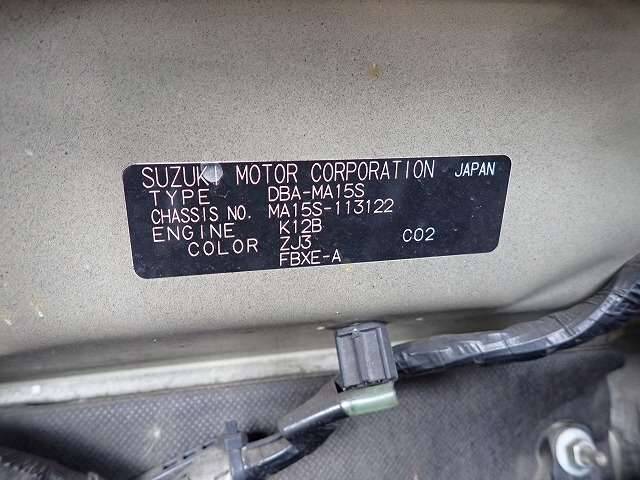 SUZUKI MOTOR CORPORATION JAPAN
TYPE DBA-MA15S
CHASSIS NO. MA15S-113122
ENGINE K12B
COLOR ZJ3 C02
FBXE-A